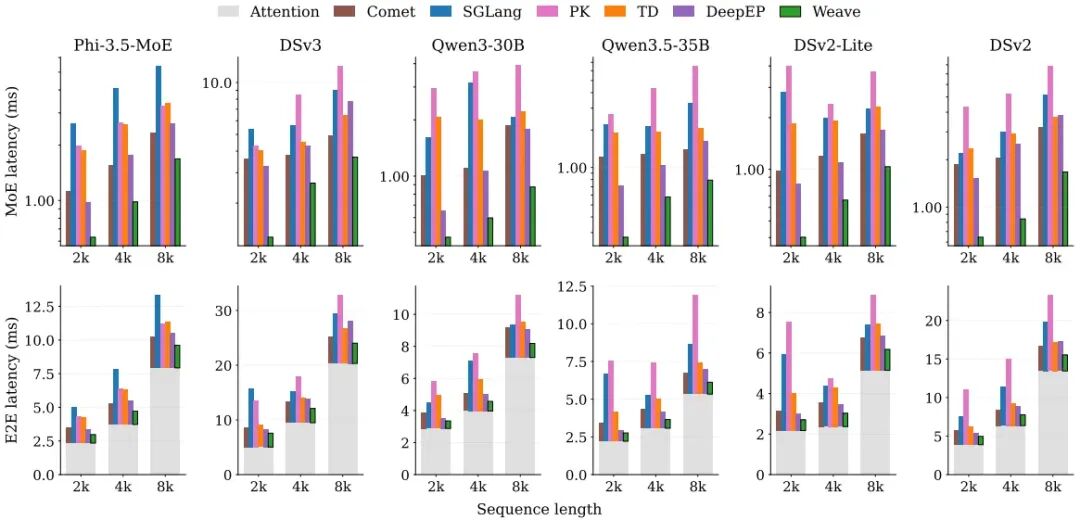 Attention Comet SGLang PK TD DeepEP Weave
Phi-3.5-MoE DSv3 Qwen3-30B Qwen3.5-35B DSv2-Lite DSv2
MoE latency (ms)
1.00
2k 4k 8k
10.0
2k 4k 8k
1.00
2k 4k 8k
1.00
2k 4k 8k
1.00
2k 4k 8k
1.00
2k 4k 8k
E2E latency (ms)
12.5
10.0
7.5
5.0
2.5
0.0
2k 4k 8k
30
20
10
0
2k 4k 8k
10
8
6
4
2
0
2k 4k 8k
12.5
10.0
7.5
5.0
2.5
0.0
2k 4k 8k
8
6
4
2
0
2k 4k 8k
20
15
10
5
0
2k 4k 8k
Sequence length